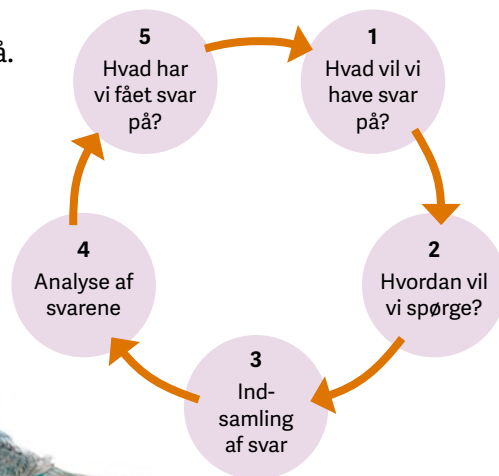 å.
5
Hvad har
vi fået svar
på?
1
Hvad vil vi
have svar
på?
4
Analyse af
svarene
2
Hvordan vil
vi spørge?
3
Ind-
samling
af svar